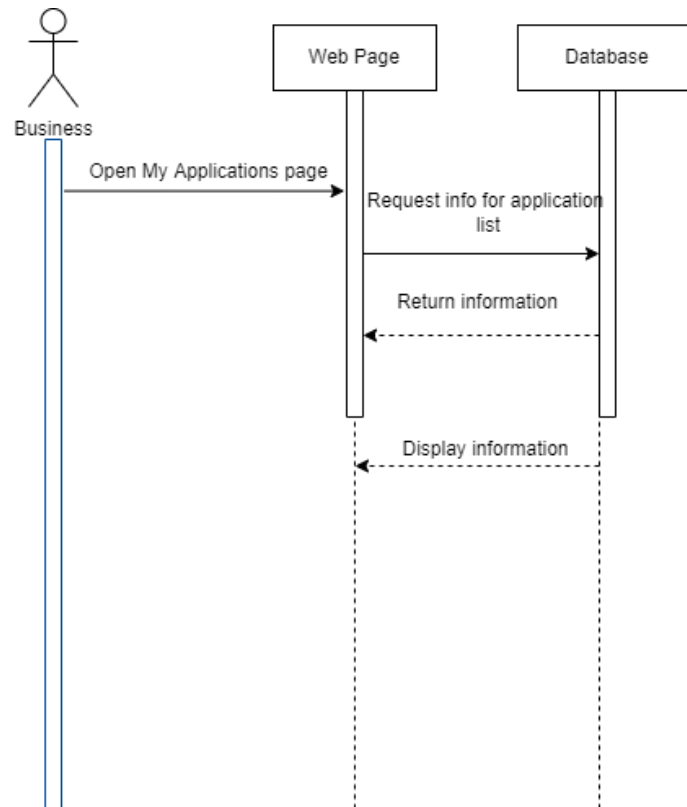 Web Page
Database
Business
Open My Applications page
Request info for application
list
Return information
Display information